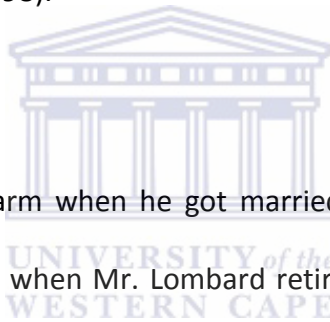 arm when he got married
UNIVERSITY of the
when Mr. Lombard retir
WESTERN CAPE